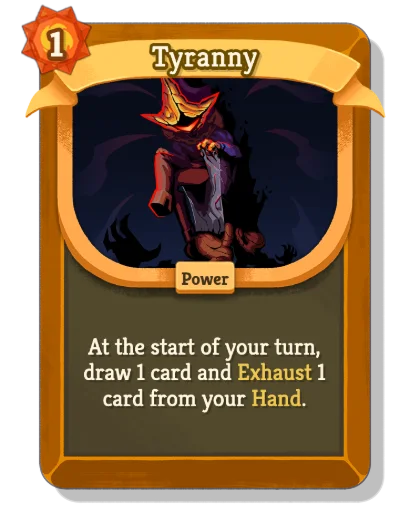 1
Tyranny
Power
At the start of your turn,
draw 1 card and Exhaust 1
card from your Hand.